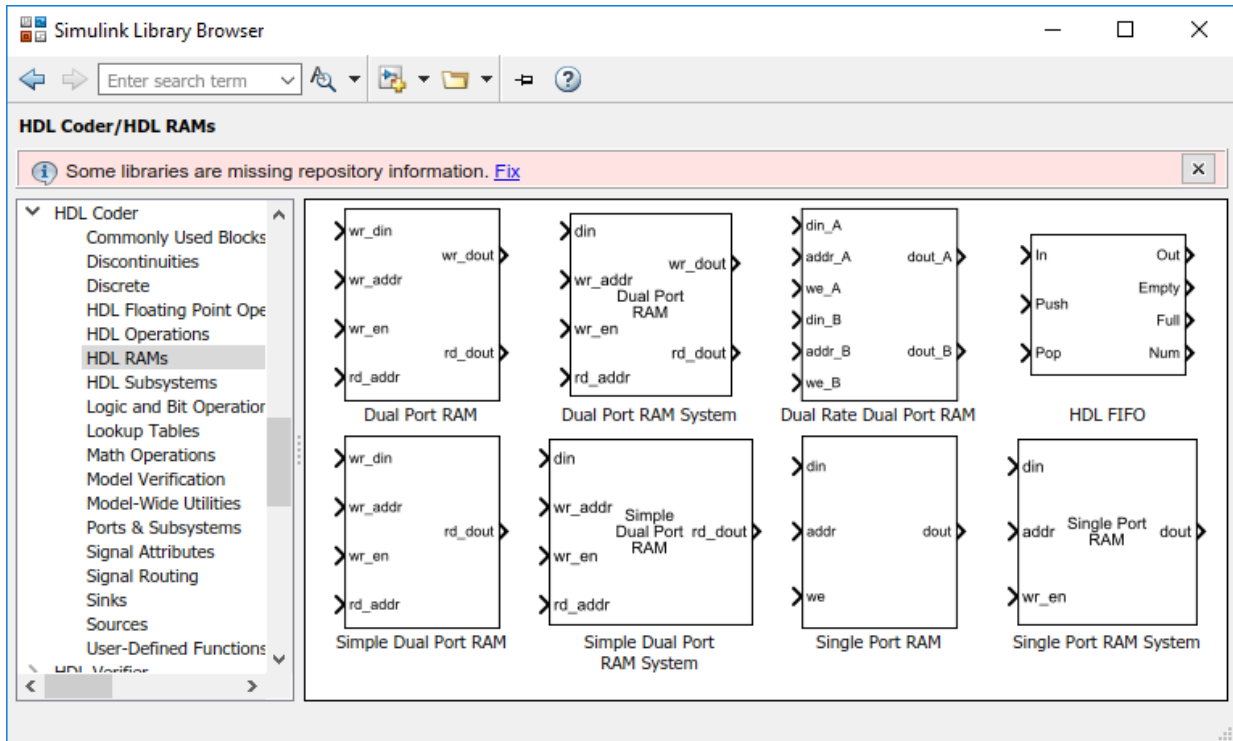 Simulink Library Browser
Enter search term
HDL Coder/HDL RAMs
Some libraries are missing repository information. Fix
HDL Coder
Commonly Used Blocks
Discontinuities
Discrete
HDL Floating Point Ope
HDL Operations
HDL RAMs
HDL Subsystems
Logic and Bit Operation
Lookup Tables
Math Operations
Model Verification
Model-Wide Utilities
Ports & Subsystems
Signal Attributes
Signal Routing
Sinks
Sources
User-Defined Functions
HDL Verifier
wr_din
wr_dout
wr_addr
wr_en
rd_dout
rd_addr
Dual Port RAM
din
wr_dout
wr_addr
Dual Port
RAM
wr_en
rd_dout
rd_addr
Dual Port RAM System
din_A
addr_A dout_A
we_A
din_B
addr_B dout_B
we_B
Dual Rate Dual Port RAM
In Out
Empty
Push
Full
Pop Num
HDL FIFO
wr_din
wr_addr
rd_dout
wr_en
rd_addr
Simple Dual Port RAM
din
wr_addr
Simple
Dual Port rd_dout
RAM
wr_en
rd_addr
Simple Dual Port
RAM System
din
addr dout
we
Single Port RAM
din
Single Port
addr dout
RAM
wr_en
Single Port RAM System